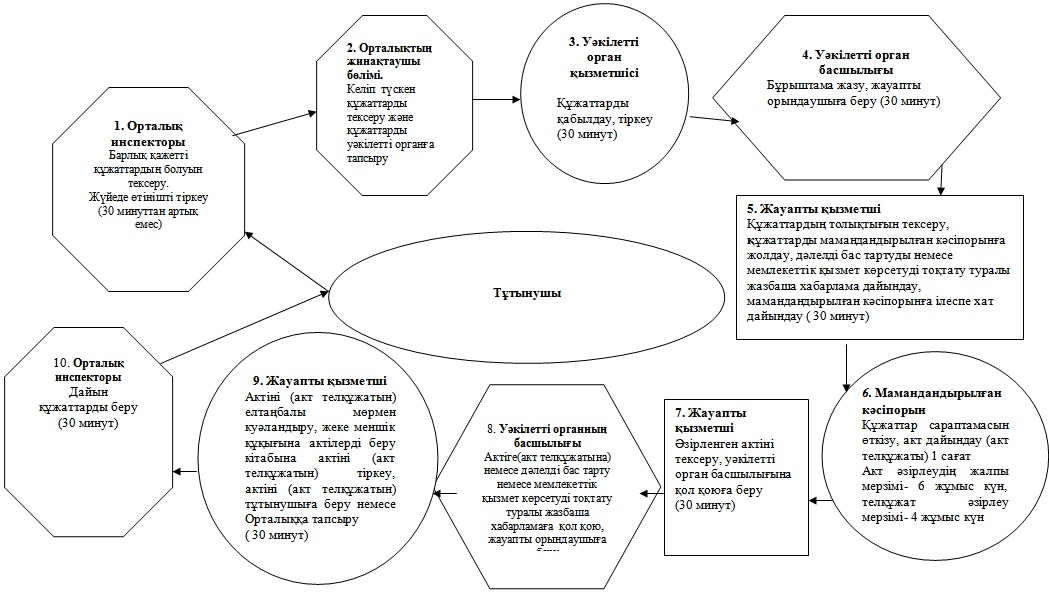 1. Орталық
инспекторы
Барлық қажетті
құжаттардың болуын
тексеру.
Жүйеде өтінішті тіркеу
(30 минуттан артық
емес)
2. Орталықтың
жинақтаушы
бөлімі.
Келіп түскен
құжаттарды
тексеру және
құжаттарды
уәкілетті органға
тапсыру
3. Уәкілетті
орган
қызметшісі
Құжаттарды
қабылдау, тіркеу
(30 минут)
4. Уәкілетті орган
басшылығы
Бұрыштама жазу, жауапты
орындаушыға беру (30 минут)
5. Жауапты қызметші
Құжаттардың толықтығын тексеру,
құжаттарды мамандандырылған кәсіпорынға
жолдау, дәлелді бас тартуды немесе
мемлекеттік қызмет көрсетуді тоқтату туралы
жазбаша хабарлама дайындау,
мамандандырылған кәсіпорынға ілеспе хат
дайындау ( 30 минут)
Тұтынушы
6. Мамандандырылған
кәсіпорын
Құжаттар сараптамасын
өткізу, акт дайындау (акт
телқұжаты) 1 сағат
Акт әзірлеудің жалпы
мерзімі- 6 жұмыс күн,
телқұжат әзірлеу
мерзімі- 4 жұмыс күн
7. Жауапты
қызметші
Әзірленген актіні
тексеру, уәкілетті
орган басшылығына
қол қоюға беру
(30 минут)
8. Уәкілетті органның
басшылығы
Актіге(акт телқұжатына)
немесе дәлелді бас тарту
немесе мемлекеттік
қызмет көрсетуді тоқтату
туралы жазбаша
хабарламаға қол қою,
жауапты орындаушыға
9. Жауапты қызметші
Актіні (акт телқұжатын)
елтаңбалы мөрмен
куәландыру, жеке меншік
құқығына актілерді беру
кітабына актіні (акт
телқұжатын) тіркеу,
актіні (акт телқұжатын)
тұтынушыға беру немесе
Орталыққа тапсыру
( 30 минут)
10. Орталық
инспекторы
Дайын
құжаттарды беру
(30 минут)